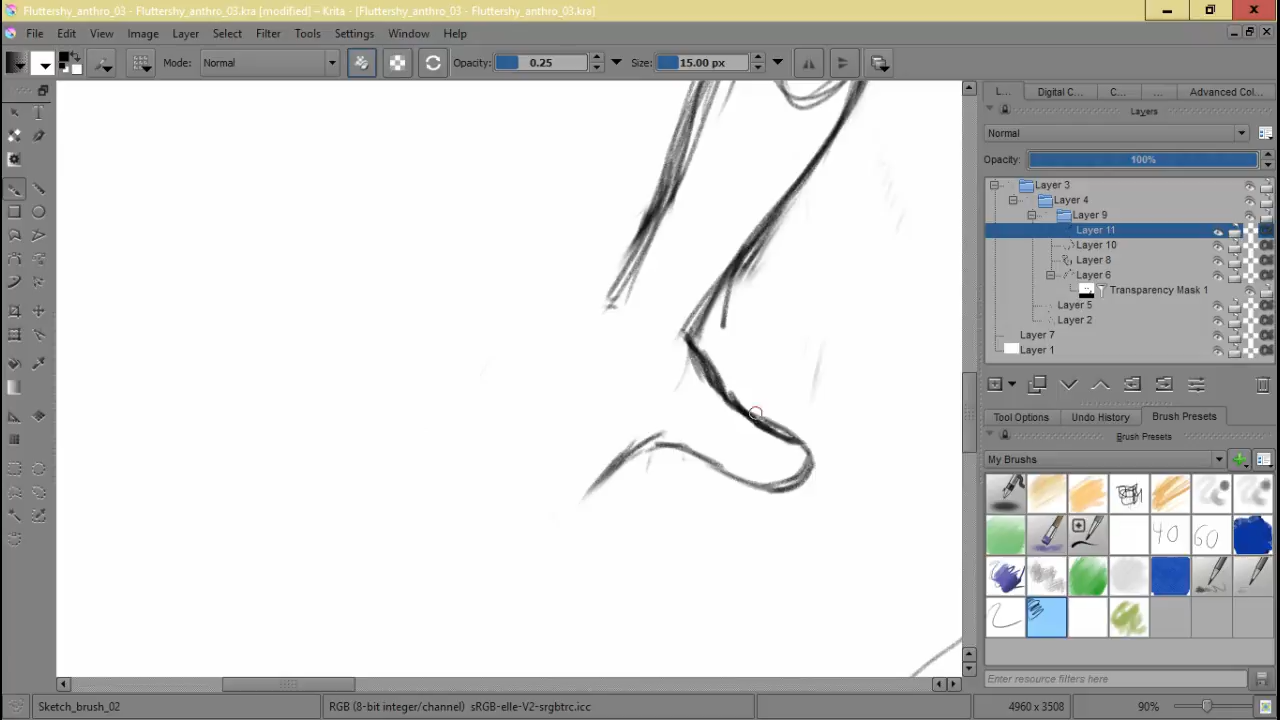 Fluttershy_anthro_03 - Fluttershy_anthro_03.kra [modified] – Krita - [Fluttershy_anthro_03 - Fluttershy_anthro_03.kra]
File Edit View Image Layer Select Filter Tools Settings Window Help
Mode: Normal Opacity: 0.25 Size: 15.00 px
L... Digital C... C... ... Advanced Col...
Layers
Normal
Opacity: 100%
Layer 3
Layer 4
Layer 9
Layer 11
Layer 10
Layer 8
Layer 6
Transparency Mask 1
Layer 5
Layer 2
Layer 7
Layer 1
Tool Options Undo History Brush Presets
Brush Presets
My Brushes
40 60
Enter resource filters here
Sketch_brush_02 RGB (8-bit integer/channel) sRGB-elle-V2-srgbtrc.icc 4960 x 3508 90%